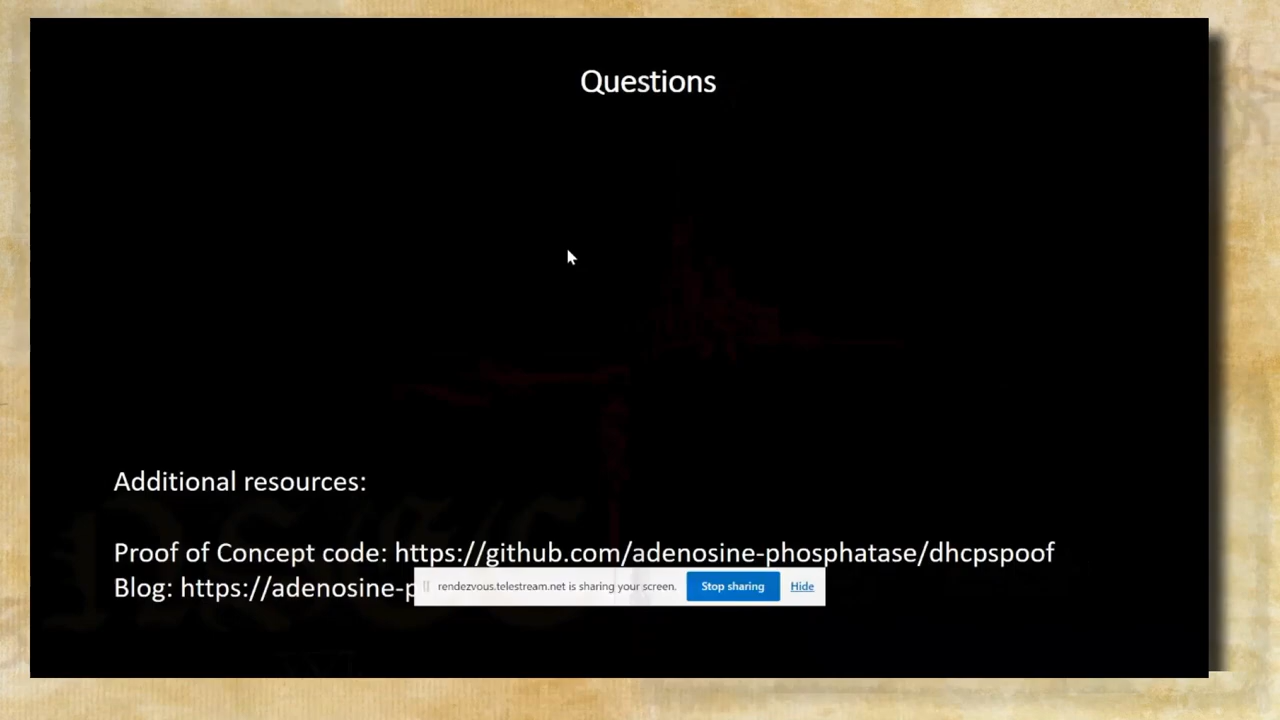 Questions
Additional resources:
Proof of Concept code: https://github.com/adenosine-phosphatase/dhcpspoof
Blog: https://adenosine-p
rendezvous.telestream.net is sharing your screen. Stop sharing Hide